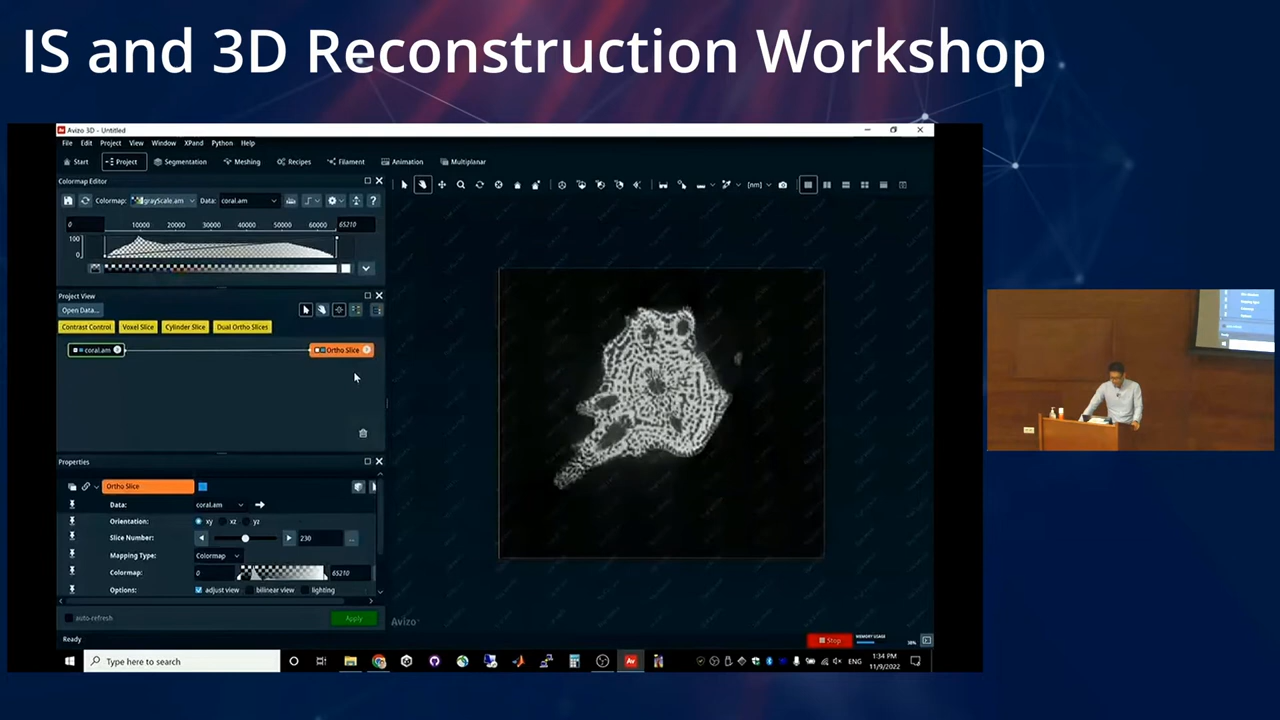 IS and 3D Reconstruction Workshop
Avizo 3D - Untitled
File Edit Project View Window XPand Python Help
Start Project Segmentation Meshing Recipes Filament Animation Multiplanar
Colormap Editor
Colormap: grayScale.am Data: coral.am
[nm]
0 10000 20000 30000 40000 50000 60000 65210
100
0
Project View
Open Data...
Contrast Control Voxel Slice Cylinder Slice Dual Ortho Slices
coral.am Ortho Slice
Properties
Ortho Slice
Data: coral.am
Orientation: xy xz yz
Slice Number: 230 ...
Mapping Type: Colormap
Colormap: 0 65210
Options: adjust view bilinear view lighting
auto-refresh Apply
Avizo
Ready Stop MEMORY USAGE 38%
Type here to search ENG 1:34 PM
11/9/2022